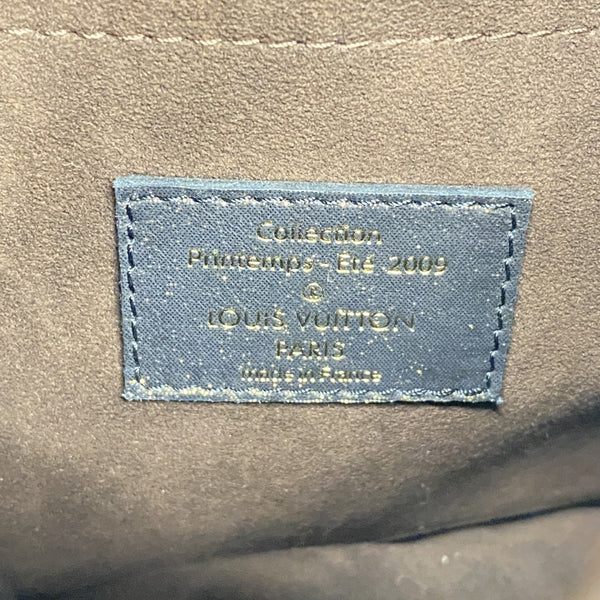 Collection
Printemps - Été 2009
®
LOUIS VUITTON
PARIS
made in France